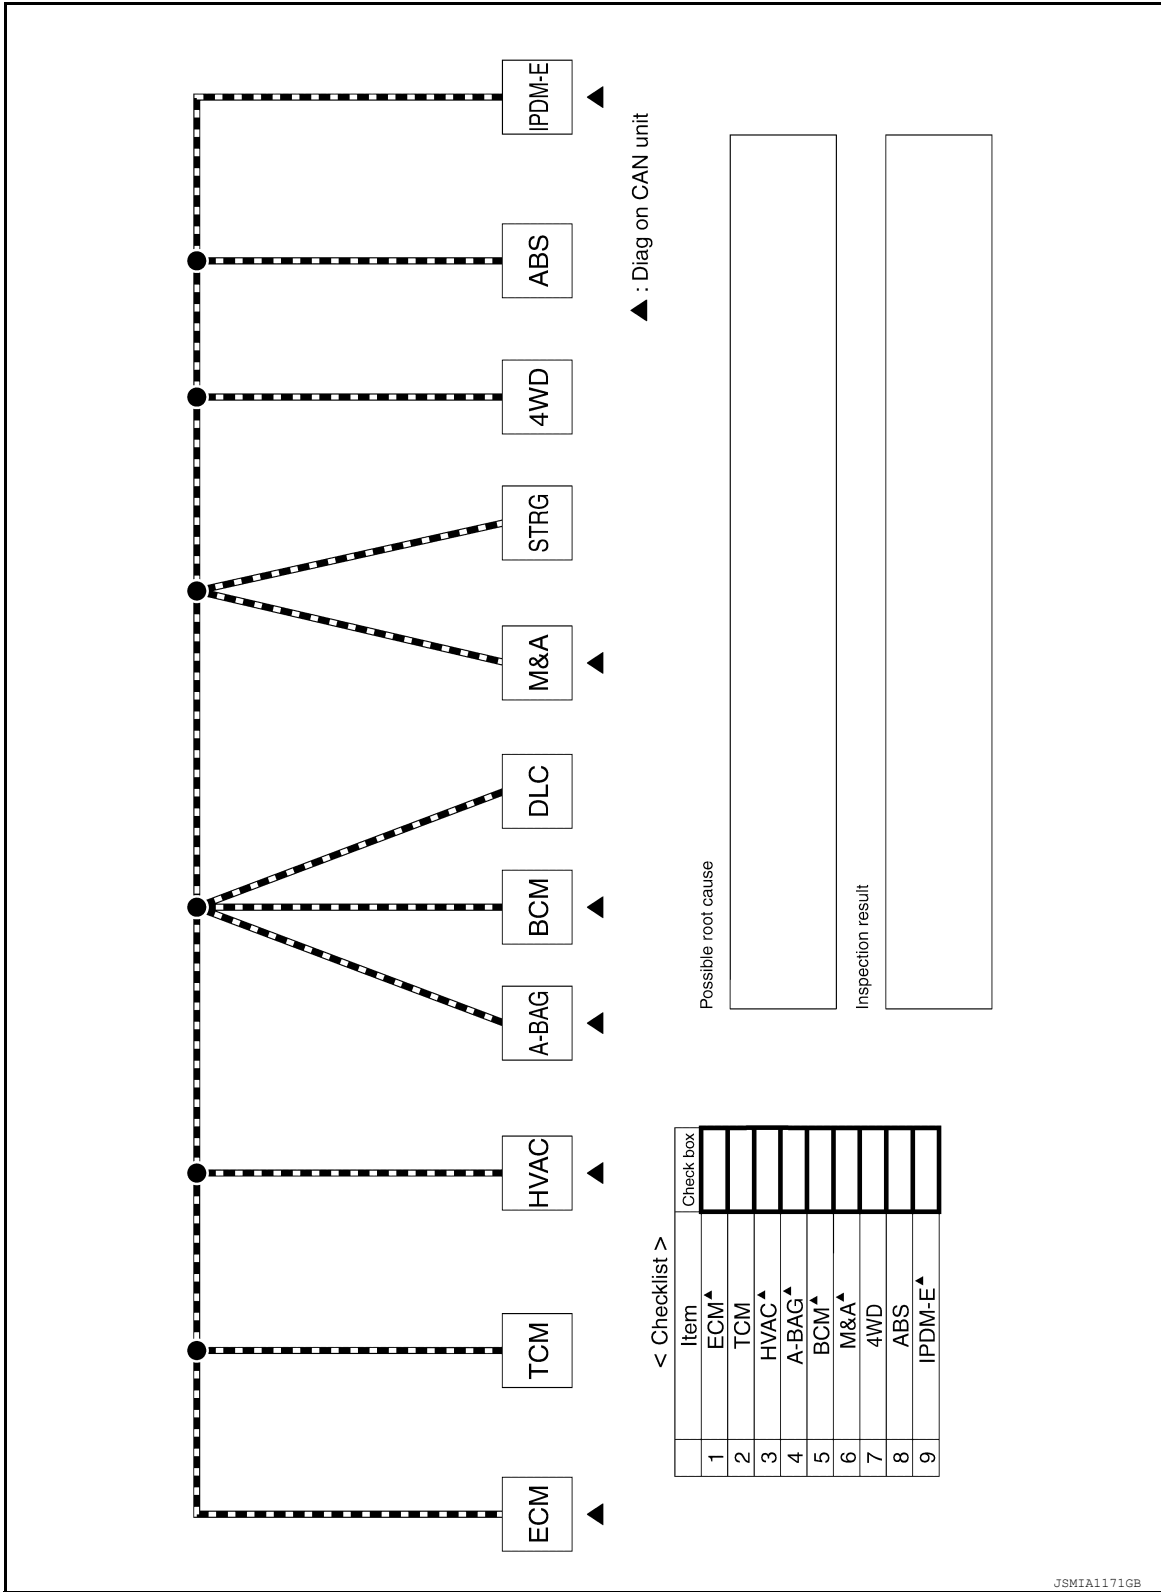 ECM
TCM
HVAC
A-BAG
BCM
DLC
M&A
STRG
4WD
ABS
IPDM-E
▲ : Diag on CAN unit
< Checklist >
Item Check box
1 ECM▲
2 TCM
3 HVAC▲
4 A-BAG▲
5 BCM▲
6 M&A▲
7 4WD
8 ABS
9 IPDM-E▲
Possible root cause
Inspection result
JSMIA1171GB